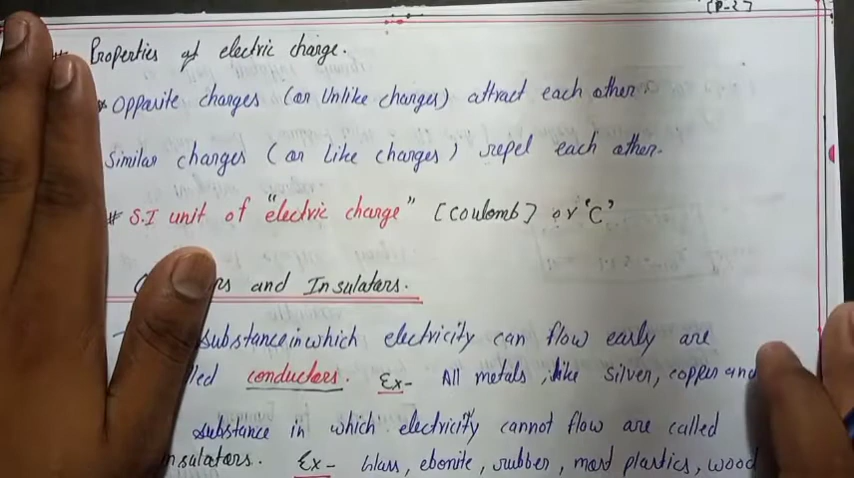 [P-2]
# Properties of electric charge.
* Opposite charges (or Unlike charges) attract each other
Similar charges (or Like charges) repel each other.
# S.I unit of "electric charge" [Coulomb] or 'C'
and Insulators.
substance in which electricity can flow early are
conductors. Ex- All metals, like silver, copper and
substance in which electricity cannot flow are called
nsulators. Ex- Glass, ebonite, rubber, most plastics, wood